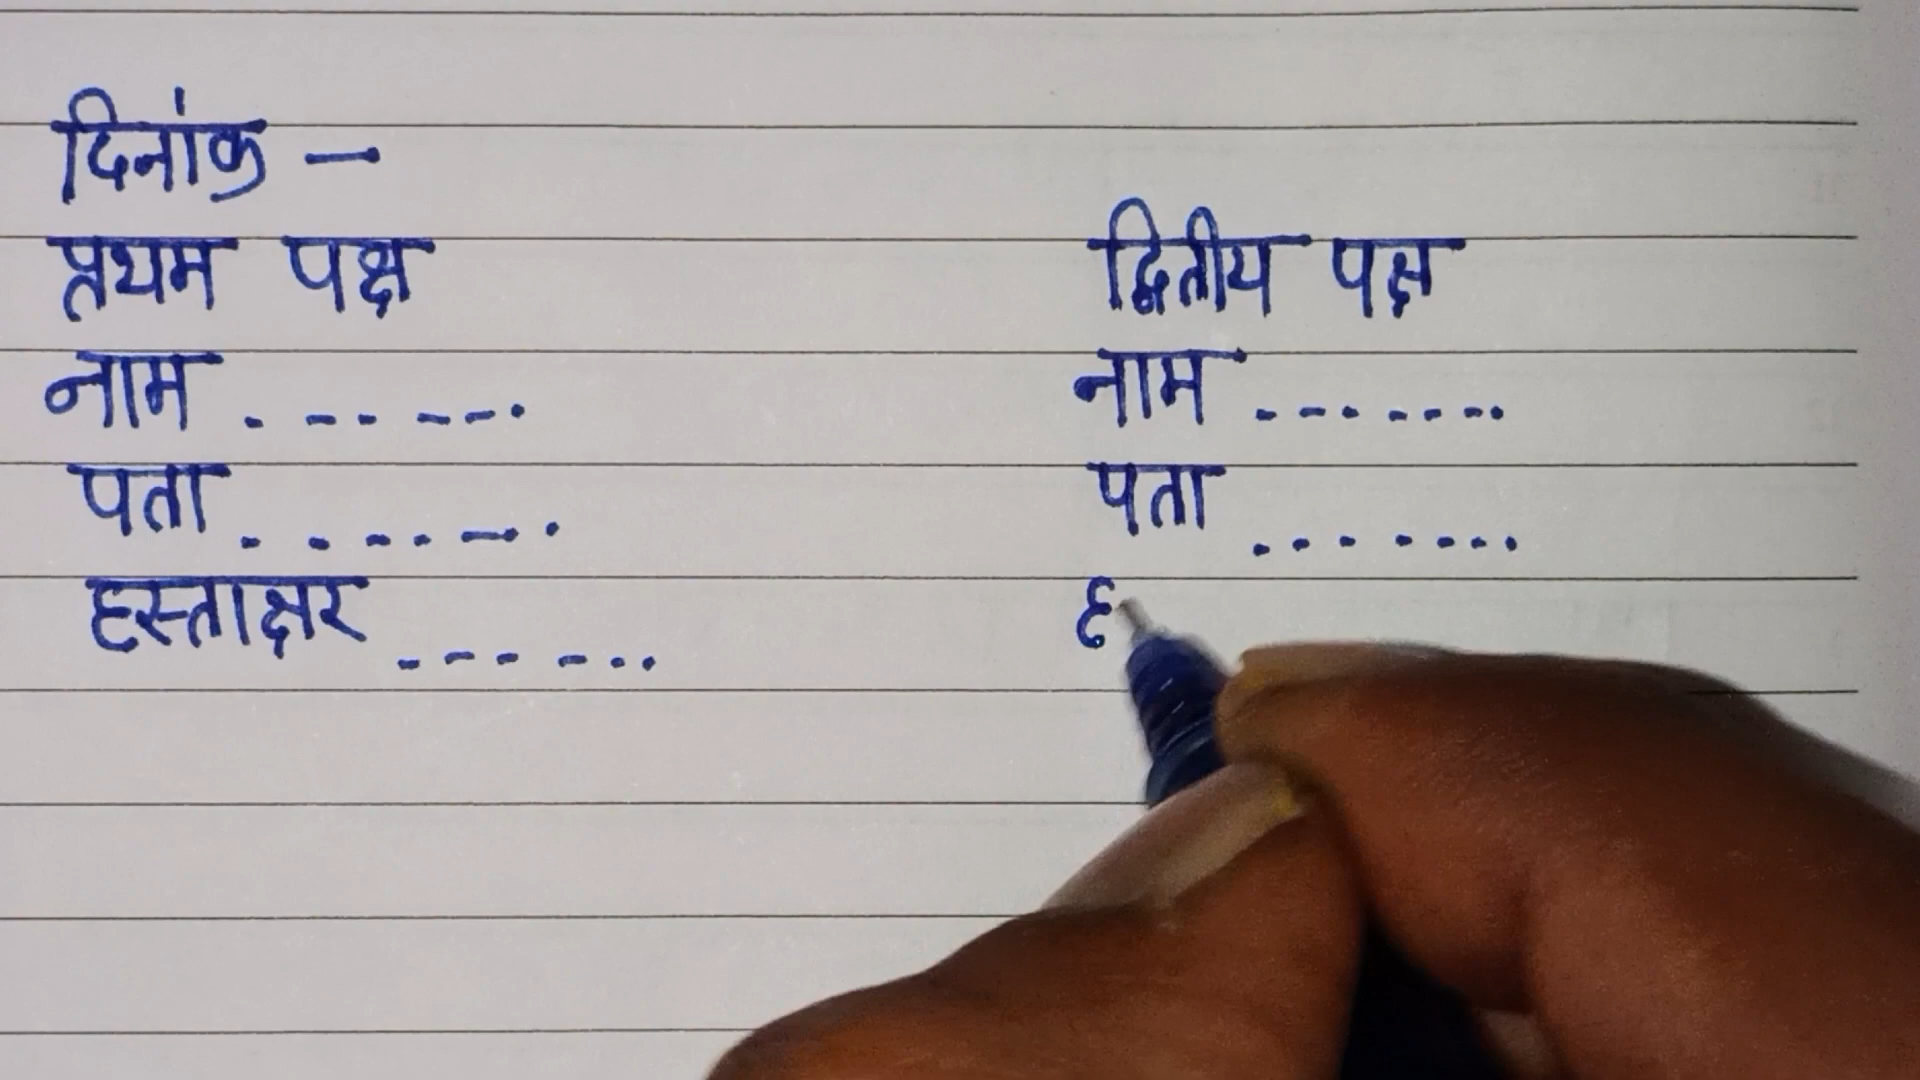 दिनांक —
प्रथम पक्ष द्वितीय पक्ष
नाम . - - - - - . नाम . - - . - - - .
पता . . - - - - . पता . . . . - - .
हस्ताक्षर - - - - . . ह